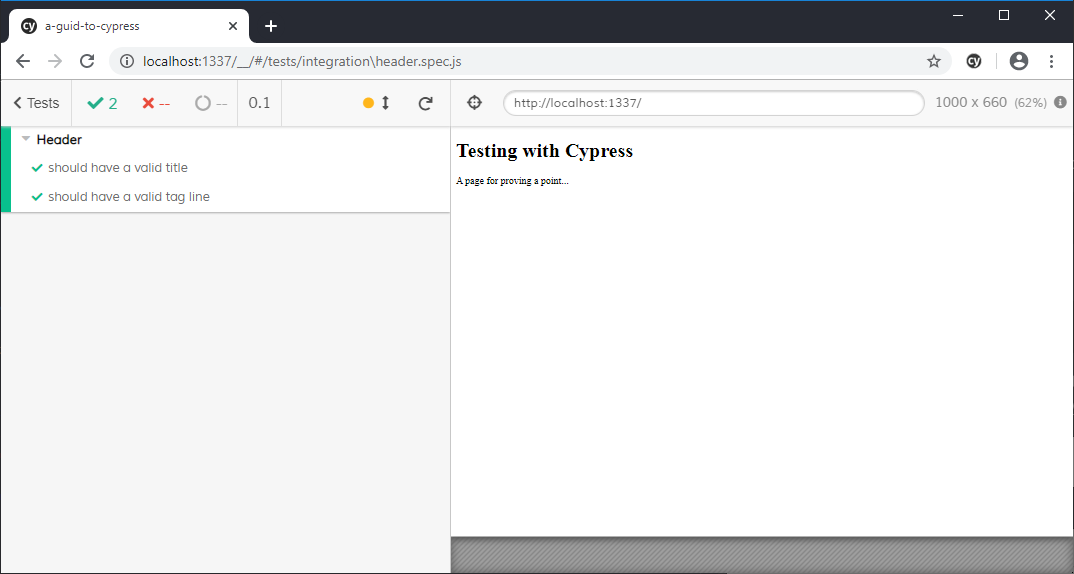 cy a-guid-to-cypress
localhost:1337/__/#/tests/integration\header.spec.js
cy
Tests 2 -- -- 0.1
http://localhost:1337/
1000 x 660 (62%)
Header
should have a valid title
should have a valid tag line
Testing with Cypress
A page for proving a point...